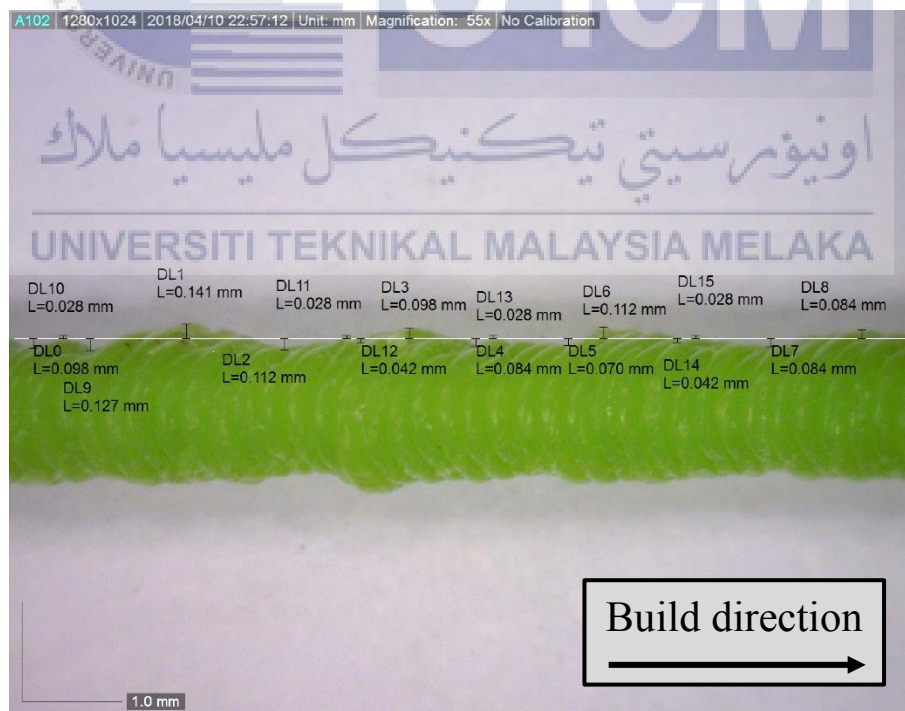 A102 1280x1024 2018/04/10 22:57:12 Unit: mm Magnification: 55x No Calibration
اونيۏرسيتي تيكنيكل مليسيا ملاك
UNIVERSITI TEKNIKAL MALAYSIA MELAKA
DL10
L=0.028 mm
DL1
L=0.141 mm
DL11
L=0.028 mm
DL3
L=0.098 mm
DL13
L=0.028 mm
DL6
L=0.112 mm
DL15
L=0.028 mm
DL8
L=0.084 mm
DL0
L=0.098 mm
DL9
L=0.127 mm
DL2
L=0.112 mm
DL12
L=0.042 mm
DL4
L=0.084 mm
DL5
L=0.070 mm
DL14
L=0.042 mm
DL7
L=0.084 mm
Build direction
1.0 mm